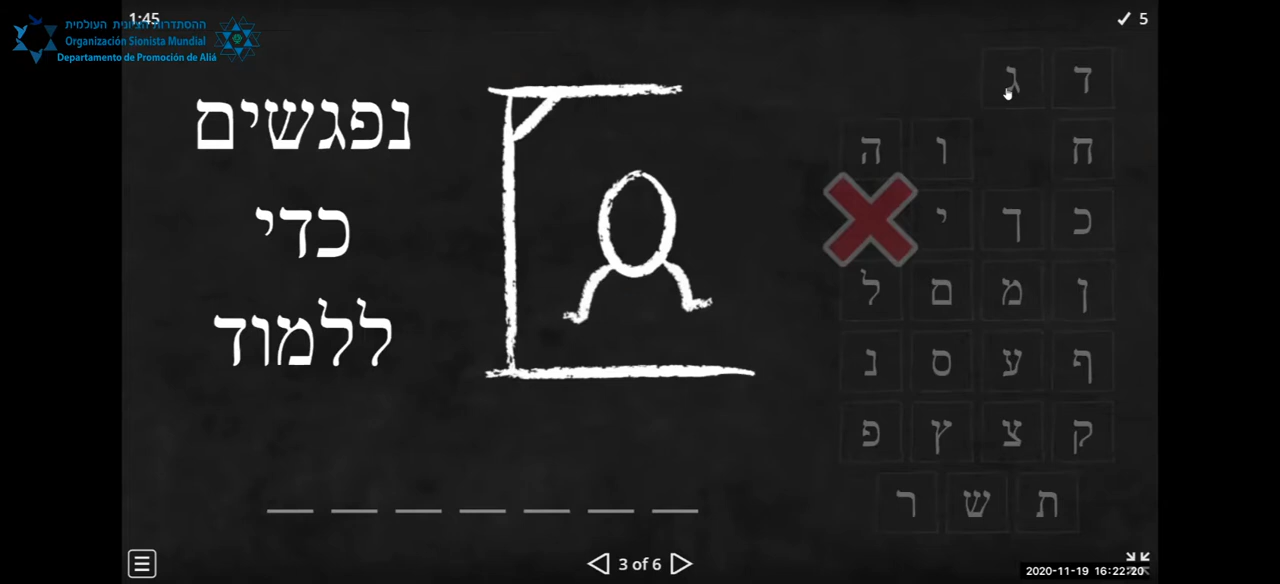 1:45
✓ 5
ההסתדרות הציונית העולמית
Organización Sionista Mundial
Departamento de Promoción de Aliá
נפגשים
כדי
ללמוד
ד ג
ח ו ה
כ ך י
ן מ ם ל
ף ע ס נ
ק צ ץ פ
ת ש ר
3 of 6
2020-11-19 16:22:20